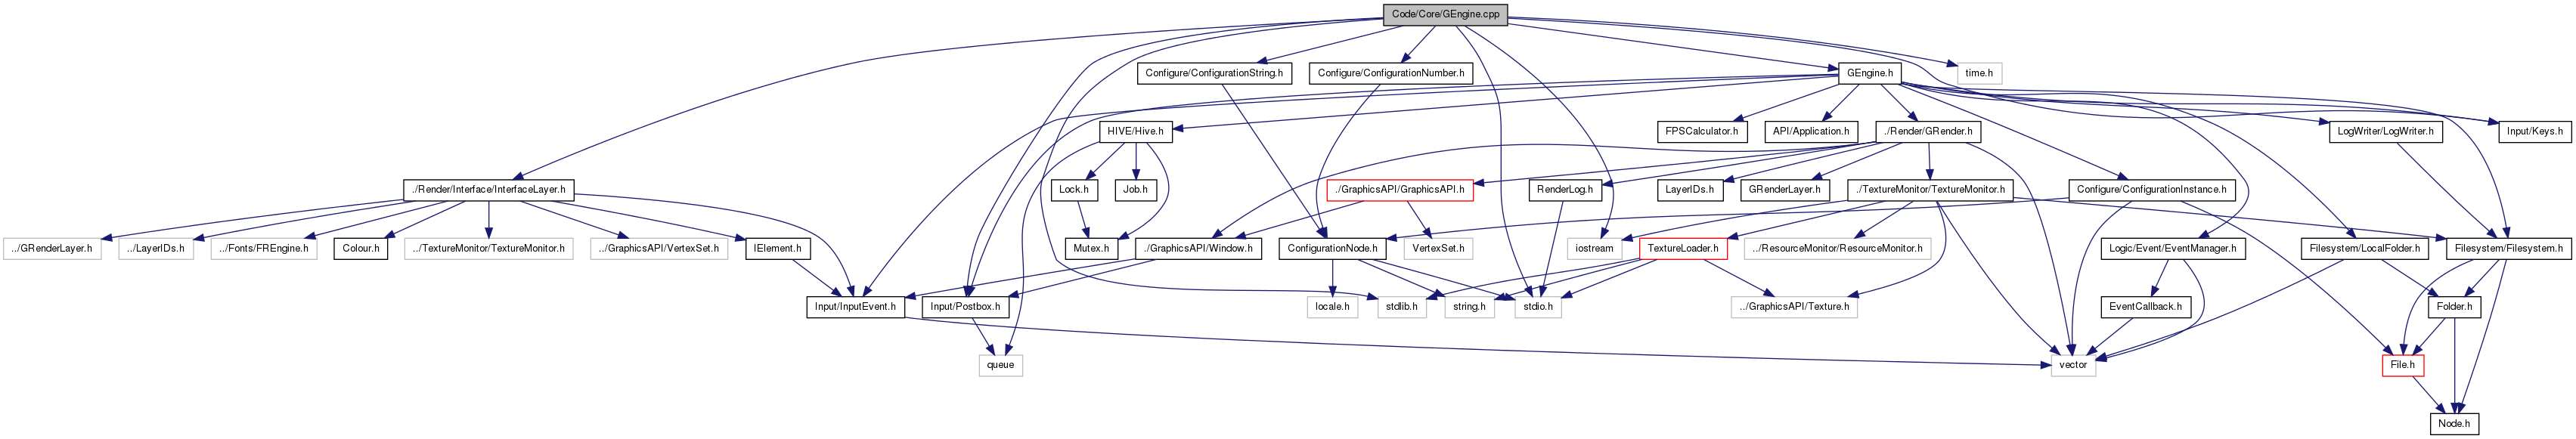 Code/Core/GEngine.cpp
Configure/ConfigurationString.h
Configure/ConfigurationNumber.h
GEngine.h
time.h
HIVE/Hive.h
FPSCalculator.h
API/Application.h
./Render/GRender.h
LogWriter/LogWriter.h
Input/Keys.h
./Render/Interface/InterfaceLayer.h
Lock.h
Job.h
./GraphicsAPI/GraphicsAPI.h
RenderLog.h
LayerIDs.h
GRenderLayer.h
./TextureMonitor/TextureMonitor.h
Configure/ConfigurationInstance.h
../GRenderLayer.h
../LayerIDs.h
../Fonts/FREngine.h
Colour.h
../TextureMonitor/TextureMonitor.h
../GraphicsAPI/VertexSet.h
IElement.h
Mutex.h
./GraphicsAPI/Window.h
ConfigurationNode.h
VertexSet.h
iostream
TextureLoader.h
../ResourceMonitor/ResourceMonitor.h
Logic/Event/EventManager.h
Filesystem/LocalFolder.h
Filesystem/Filesystem.h
Input/InputEvent.h
Input/Postbox.h
locale.h
stdlib.h
string.h
stdio.h
../GraphicsAPI/Texture.h
EventCallback.h
Folder.h
queue
vector
File.h
Node.h